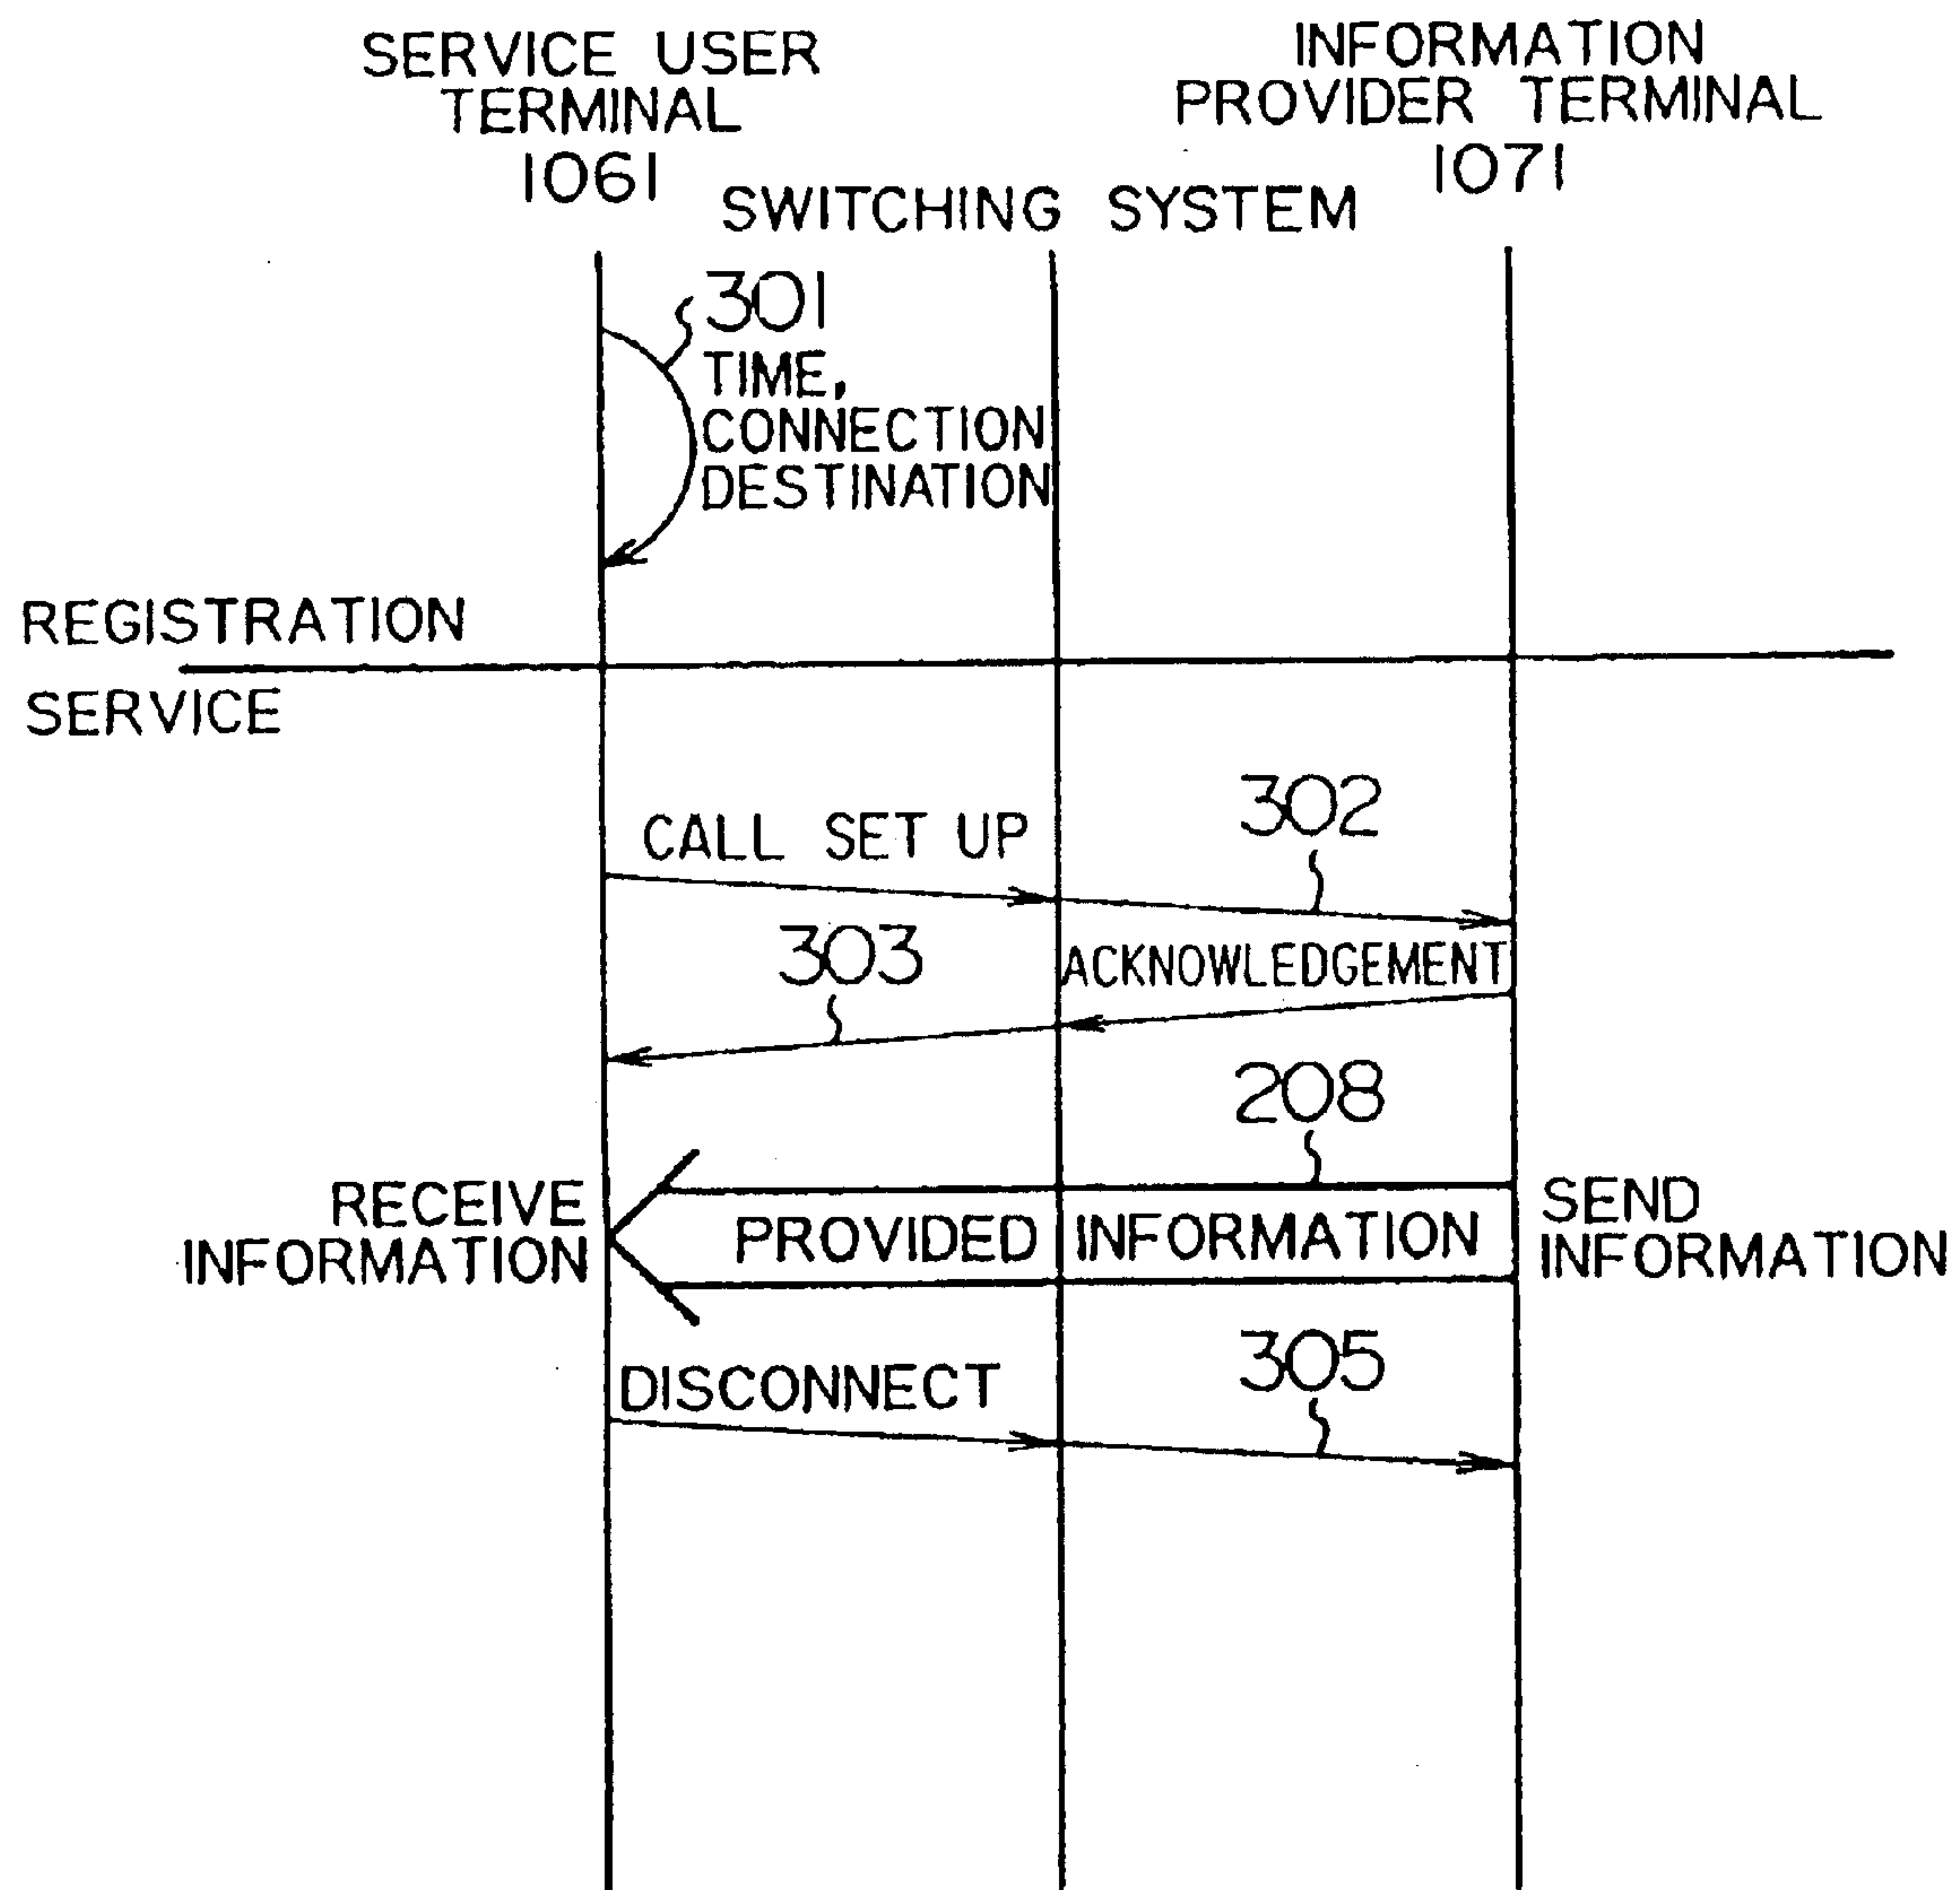 SERVICE USER
TERMINAL
1061
INFORMATION
PROVIDER TERMINAL
1071
SWITCHING SYSTEM
301
TIME,
CONNECTION
DESTINATION
REGISTRATION
SERVICE
302
CALL SET UP
303
ACKNOWLEDGEMENT
208
RECEIVE
INFORMATION
PROVIDED INFORMATION
SEND
INFORMATION
305
DISCONNECT